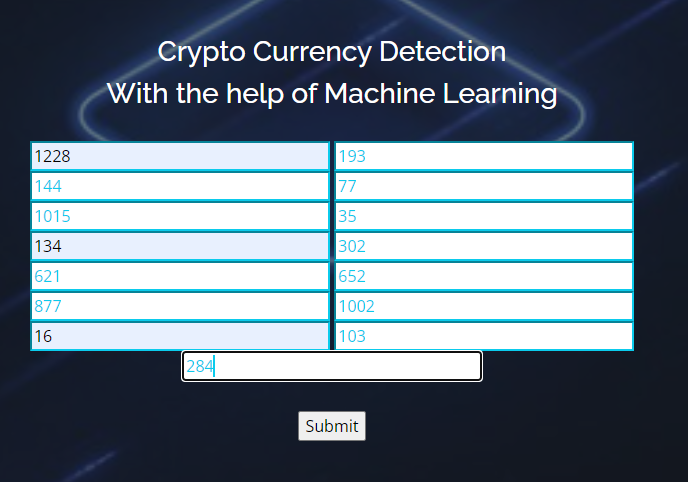 Crypto Currency Detection
With the help of Machine Learning
1228 193
144 77
1015 35
134 302
621 652
877 1002
16 103
284
Submit